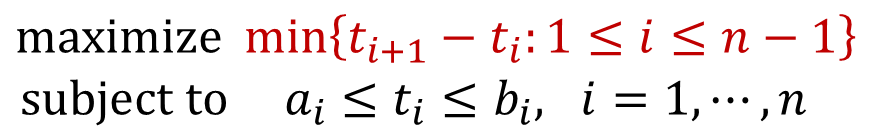 maximize min{t_{i+1} − t_i: 1 ≤ i ≤ n − 1}
subject to a_i ≤ t_i ≤ b_i, i = 1,⋯,n